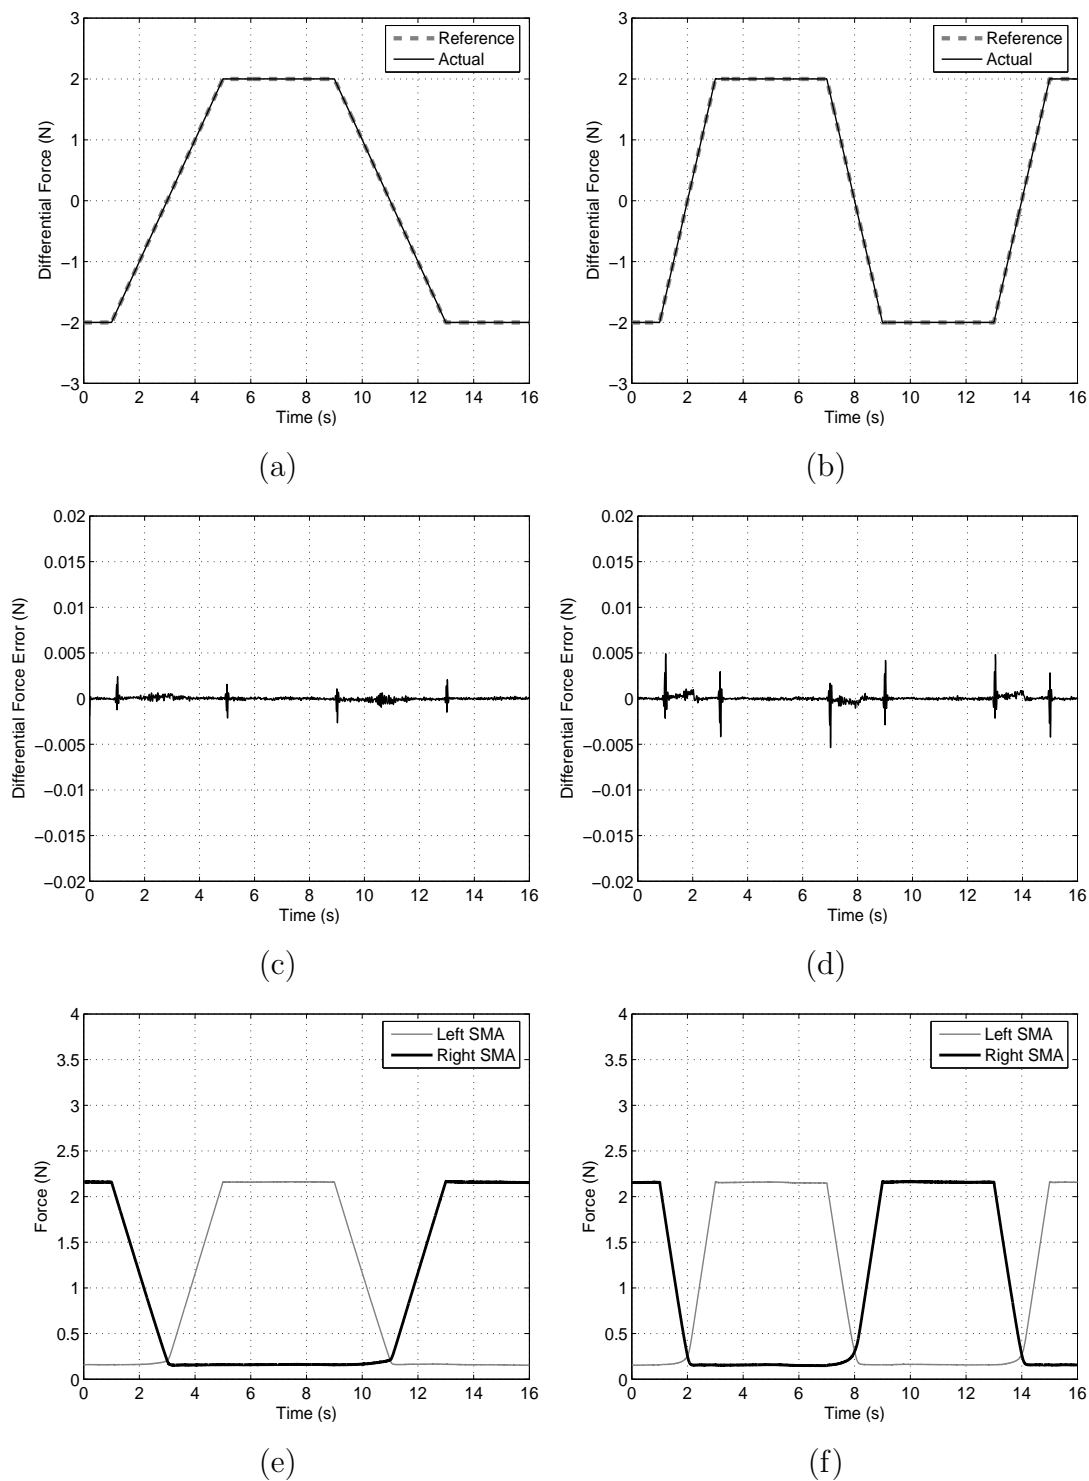 3
2
1
0
−1
−2
−3
0 2 4 6 8 10 12 14 16
Time (s)
Differential Force (N)
Reference
Actual
(a)
3
2
1
0
−1
−2
−3
0 2 4 6 8 10 12 14 16
Time (s)
Differential Force (N)
Reference
Actual
(b)
0.02
0.015
0.01
0.005
0
−0.005
−0.01
−0.015
−0.02
0 2 4 6 8 10 12 14 16
Time (s)
Differential Force Error (N)
(c)
0.02
0.015
0.01
0.005
0
−0.005
−0.01
−0.015
−0.02
0 2 4 6 8 10 12 14 16
Time (s)
Differential Force Error (N)
(d)
4
3.5
3
2.5
2
1.5
1
0.5
0
0 2 4 6 8 10 12 14 16
Time (s)
Force (N)
Left SMA
Right SMA
(e)
4
3.5
3
2.5
2
1.5
1
0.5
0
0 2 4 6 8 10 12 14 16
Time (s)
Force (N)
Left SMA
Right SMA
(f)